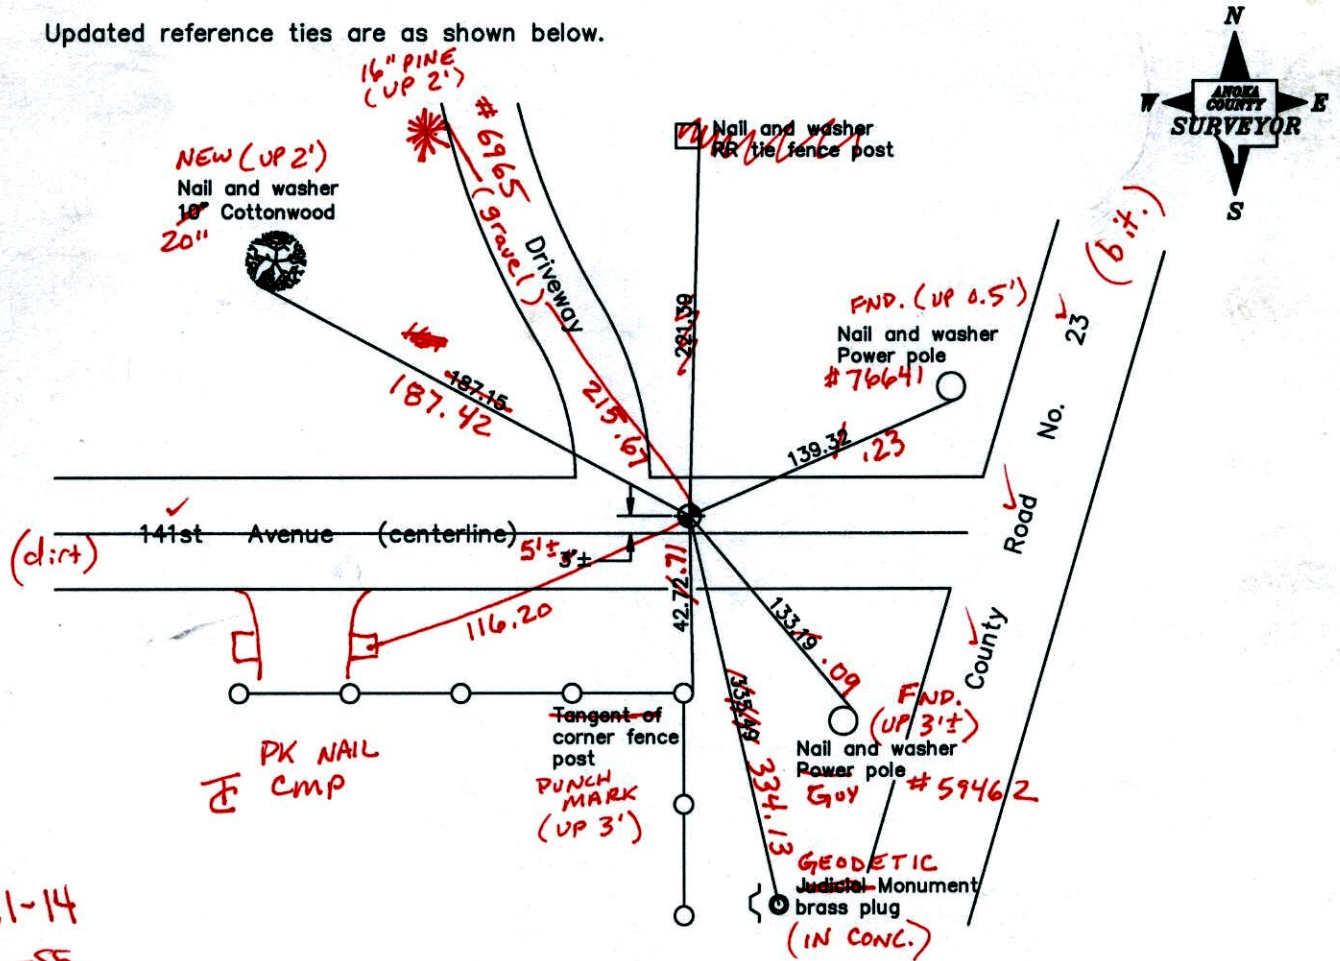 Updated reference ties are as shown below.
N
W
ANOKA
COUNTY
E
SURVEYOR
S
16" PINE
(UP 2')
#6965
(gravel)
Driveway
Nail and washer
RR tie fence post
NEW (UP 2')
Nail and washer
10" Cottonwood
20"
187.15
187.42
215.67
221.39
FND. (UP 0.5')
Nail and washer
Power pole
#76641
139.32
.23
(bit.)
County Road No. 23
141st Avenue (centerline)
(dirt)
5'±
3'±
116.20
42.72
.71
133.19
.09
FND.
(UP 3'±)
Nail and washer
Power pole
GUY
#59462
334.13
Tangent of
corner fence
post
PUNCH
MARK
(UP 3')
PK NAIL
CMP
GEODETIC
Judicial Monument
brass plug
(IN CONC.)
1-14